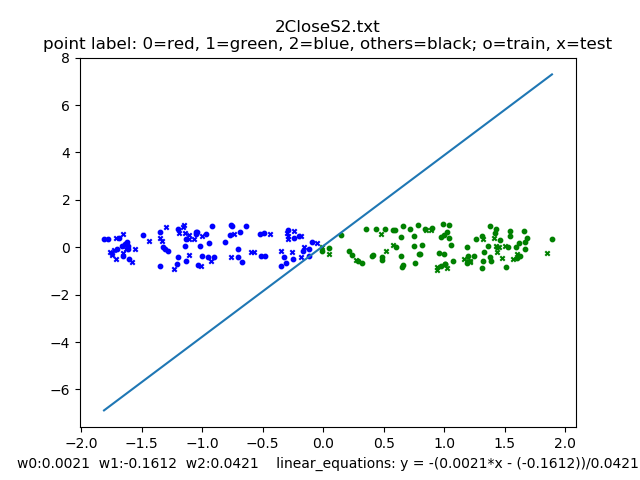 2CloseS2.txt
point label: 0=red, 1=green, 2=blue, others=black; o=train, x=test
8
6
4
2
0
−2
−4
−6
−2.0 −1.5 −1.0 −0.5 0.0 0.5 1.0 1.5 2.0
w0:0.0021 w1:-0.1612 w2:0.0421 linear_equations: y = -(0.0021*x - (-0.1612))/0.0421